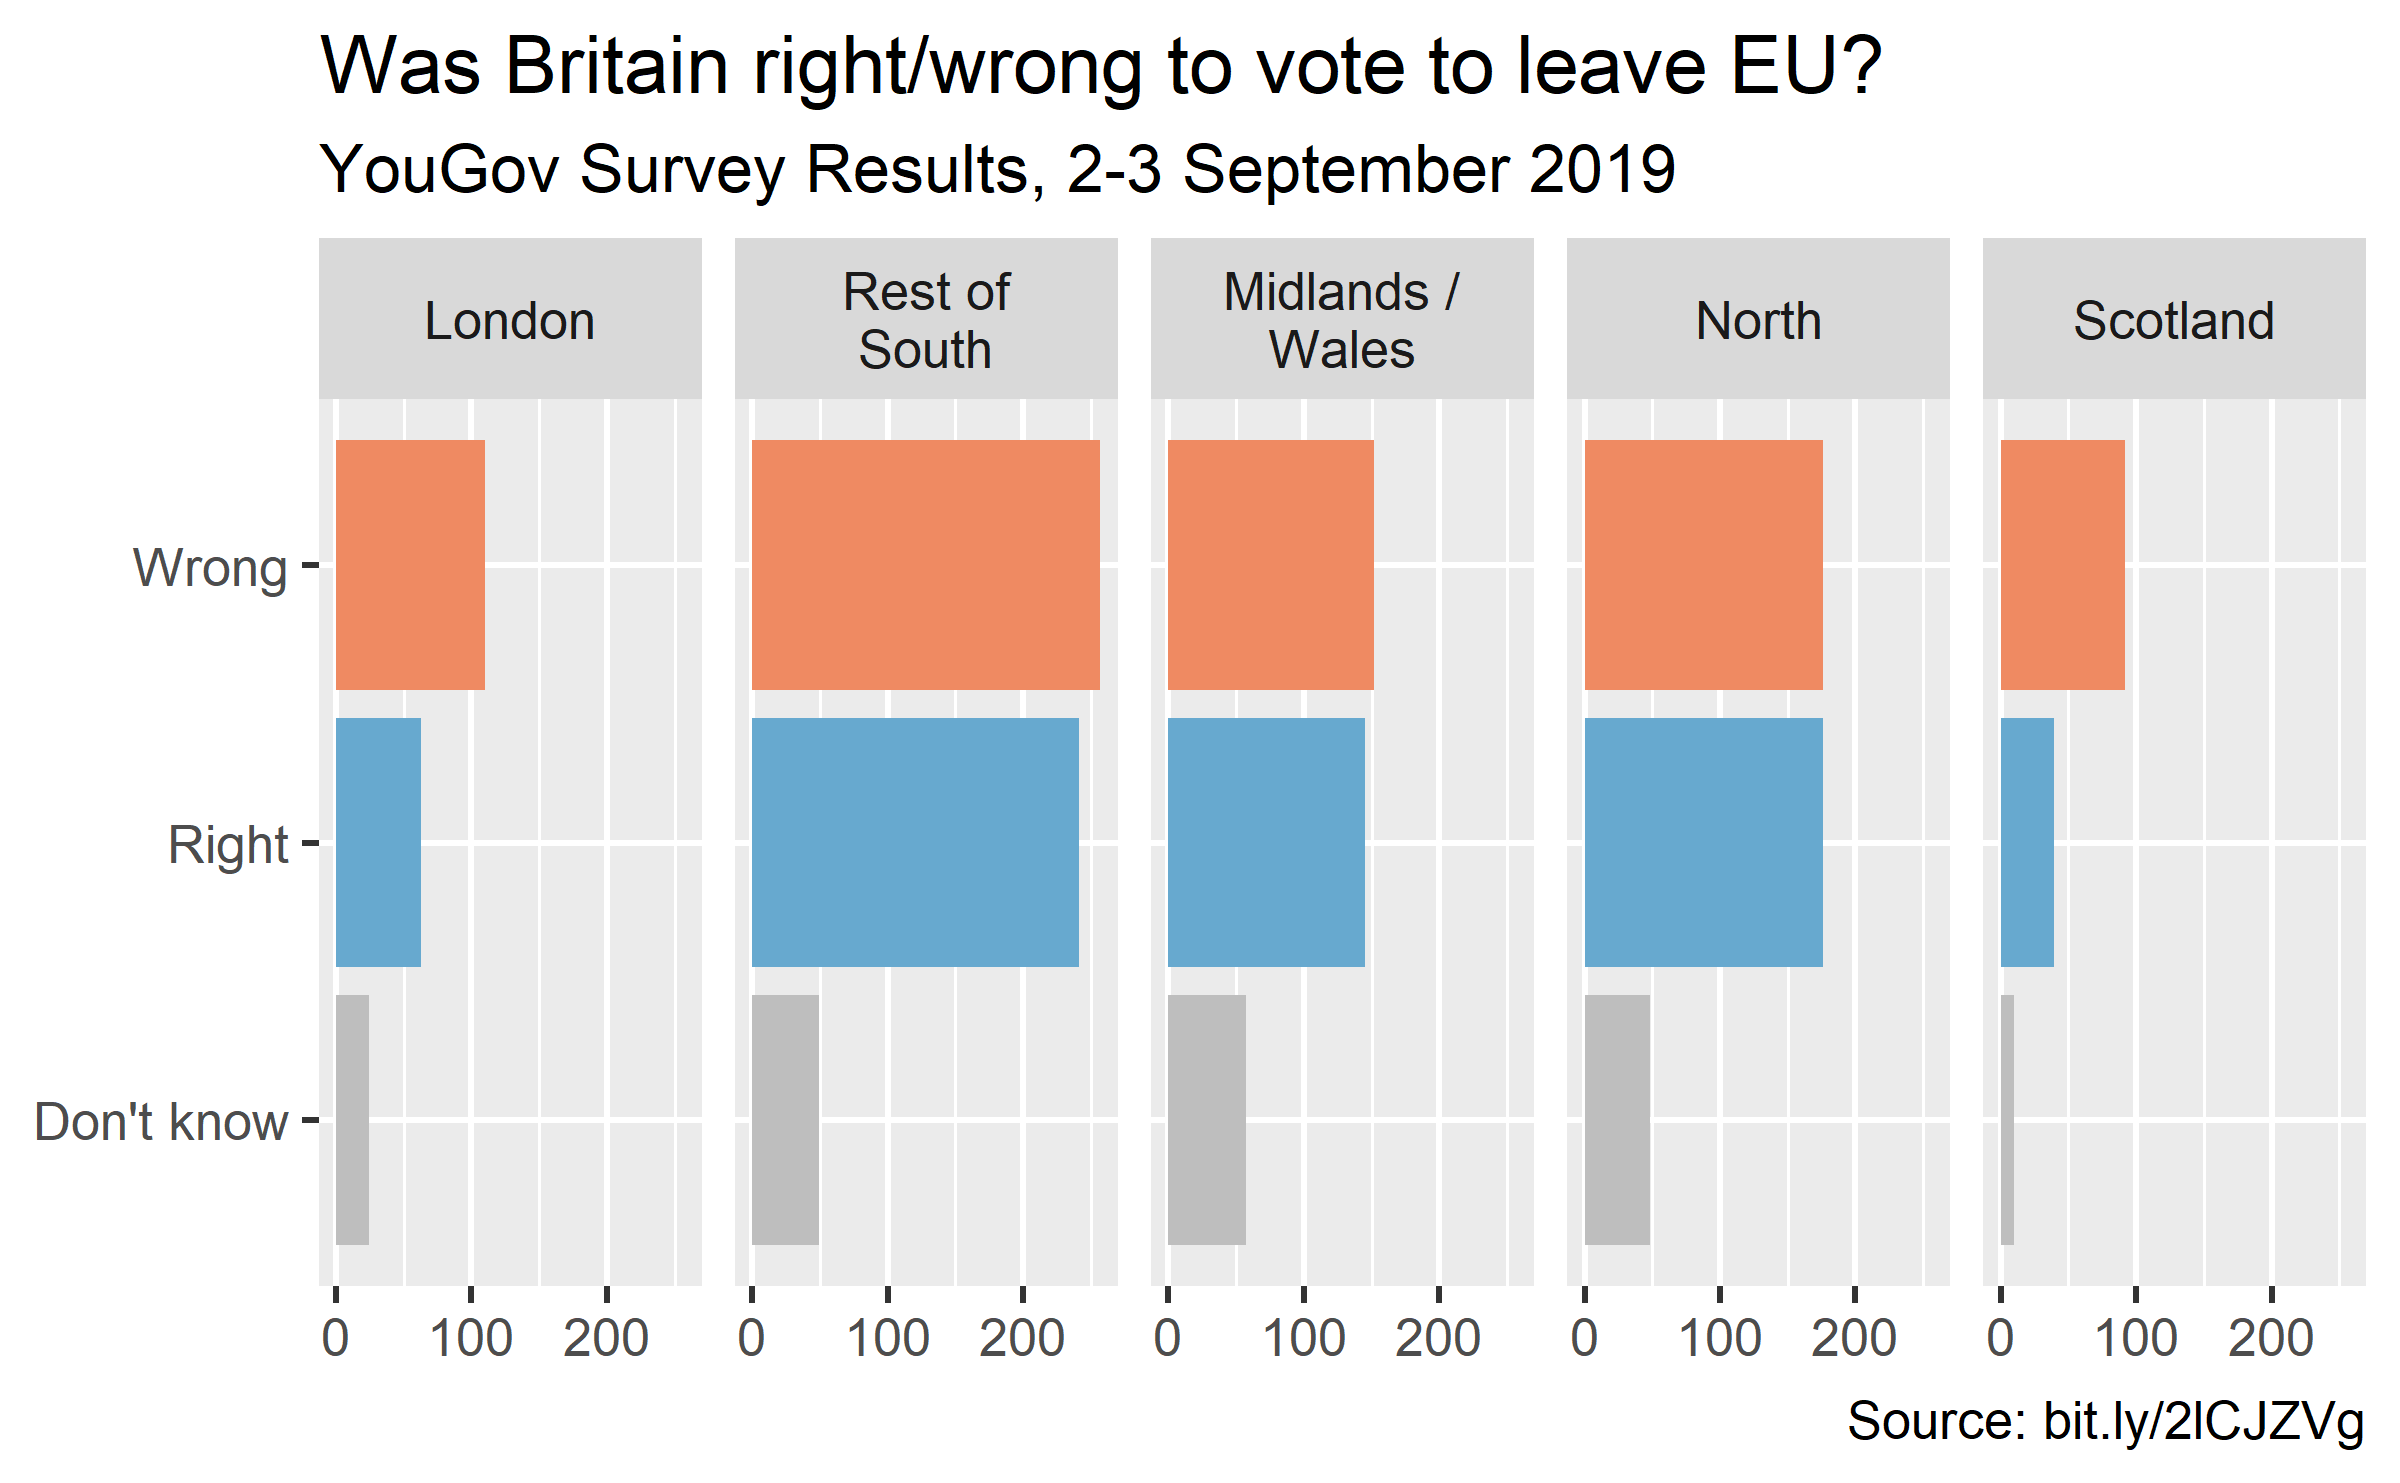 Was Britain right/wrong to vote to leave EU?
YouGov Survey Results, 2-3 September 2019
London
Rest of
South
Midlands /
Wales
North
Scotland
Wrong
Right
Don't know
0 100 200
0 100 200
0 100 200
0 100 200
0 100 200
Source: bit.ly/2lCJZVg